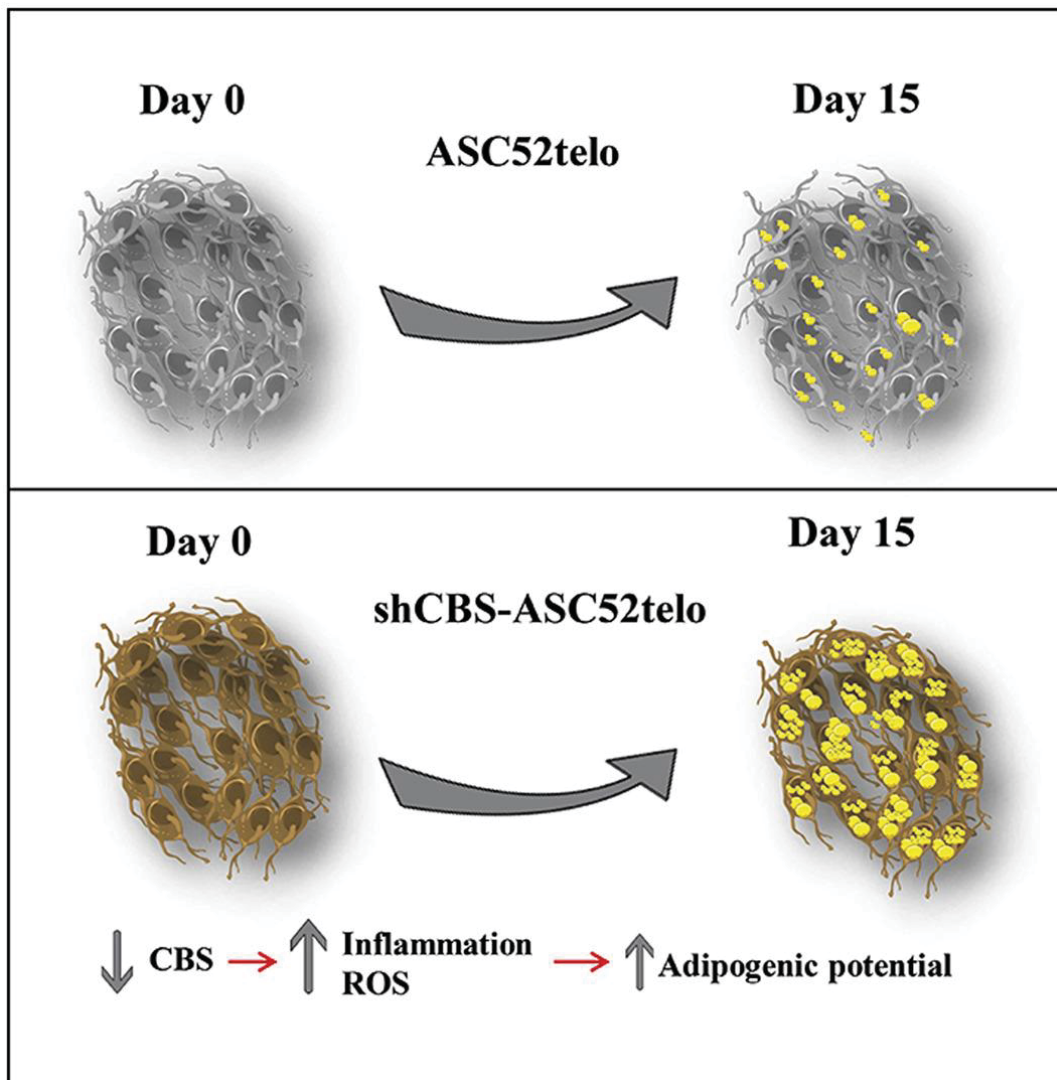 Day 0
Day 15
ASC52telo
Day 0
Day 15
shCBS-ASC52telo
CBS
Inflammation
ROS
Adipogenic potential